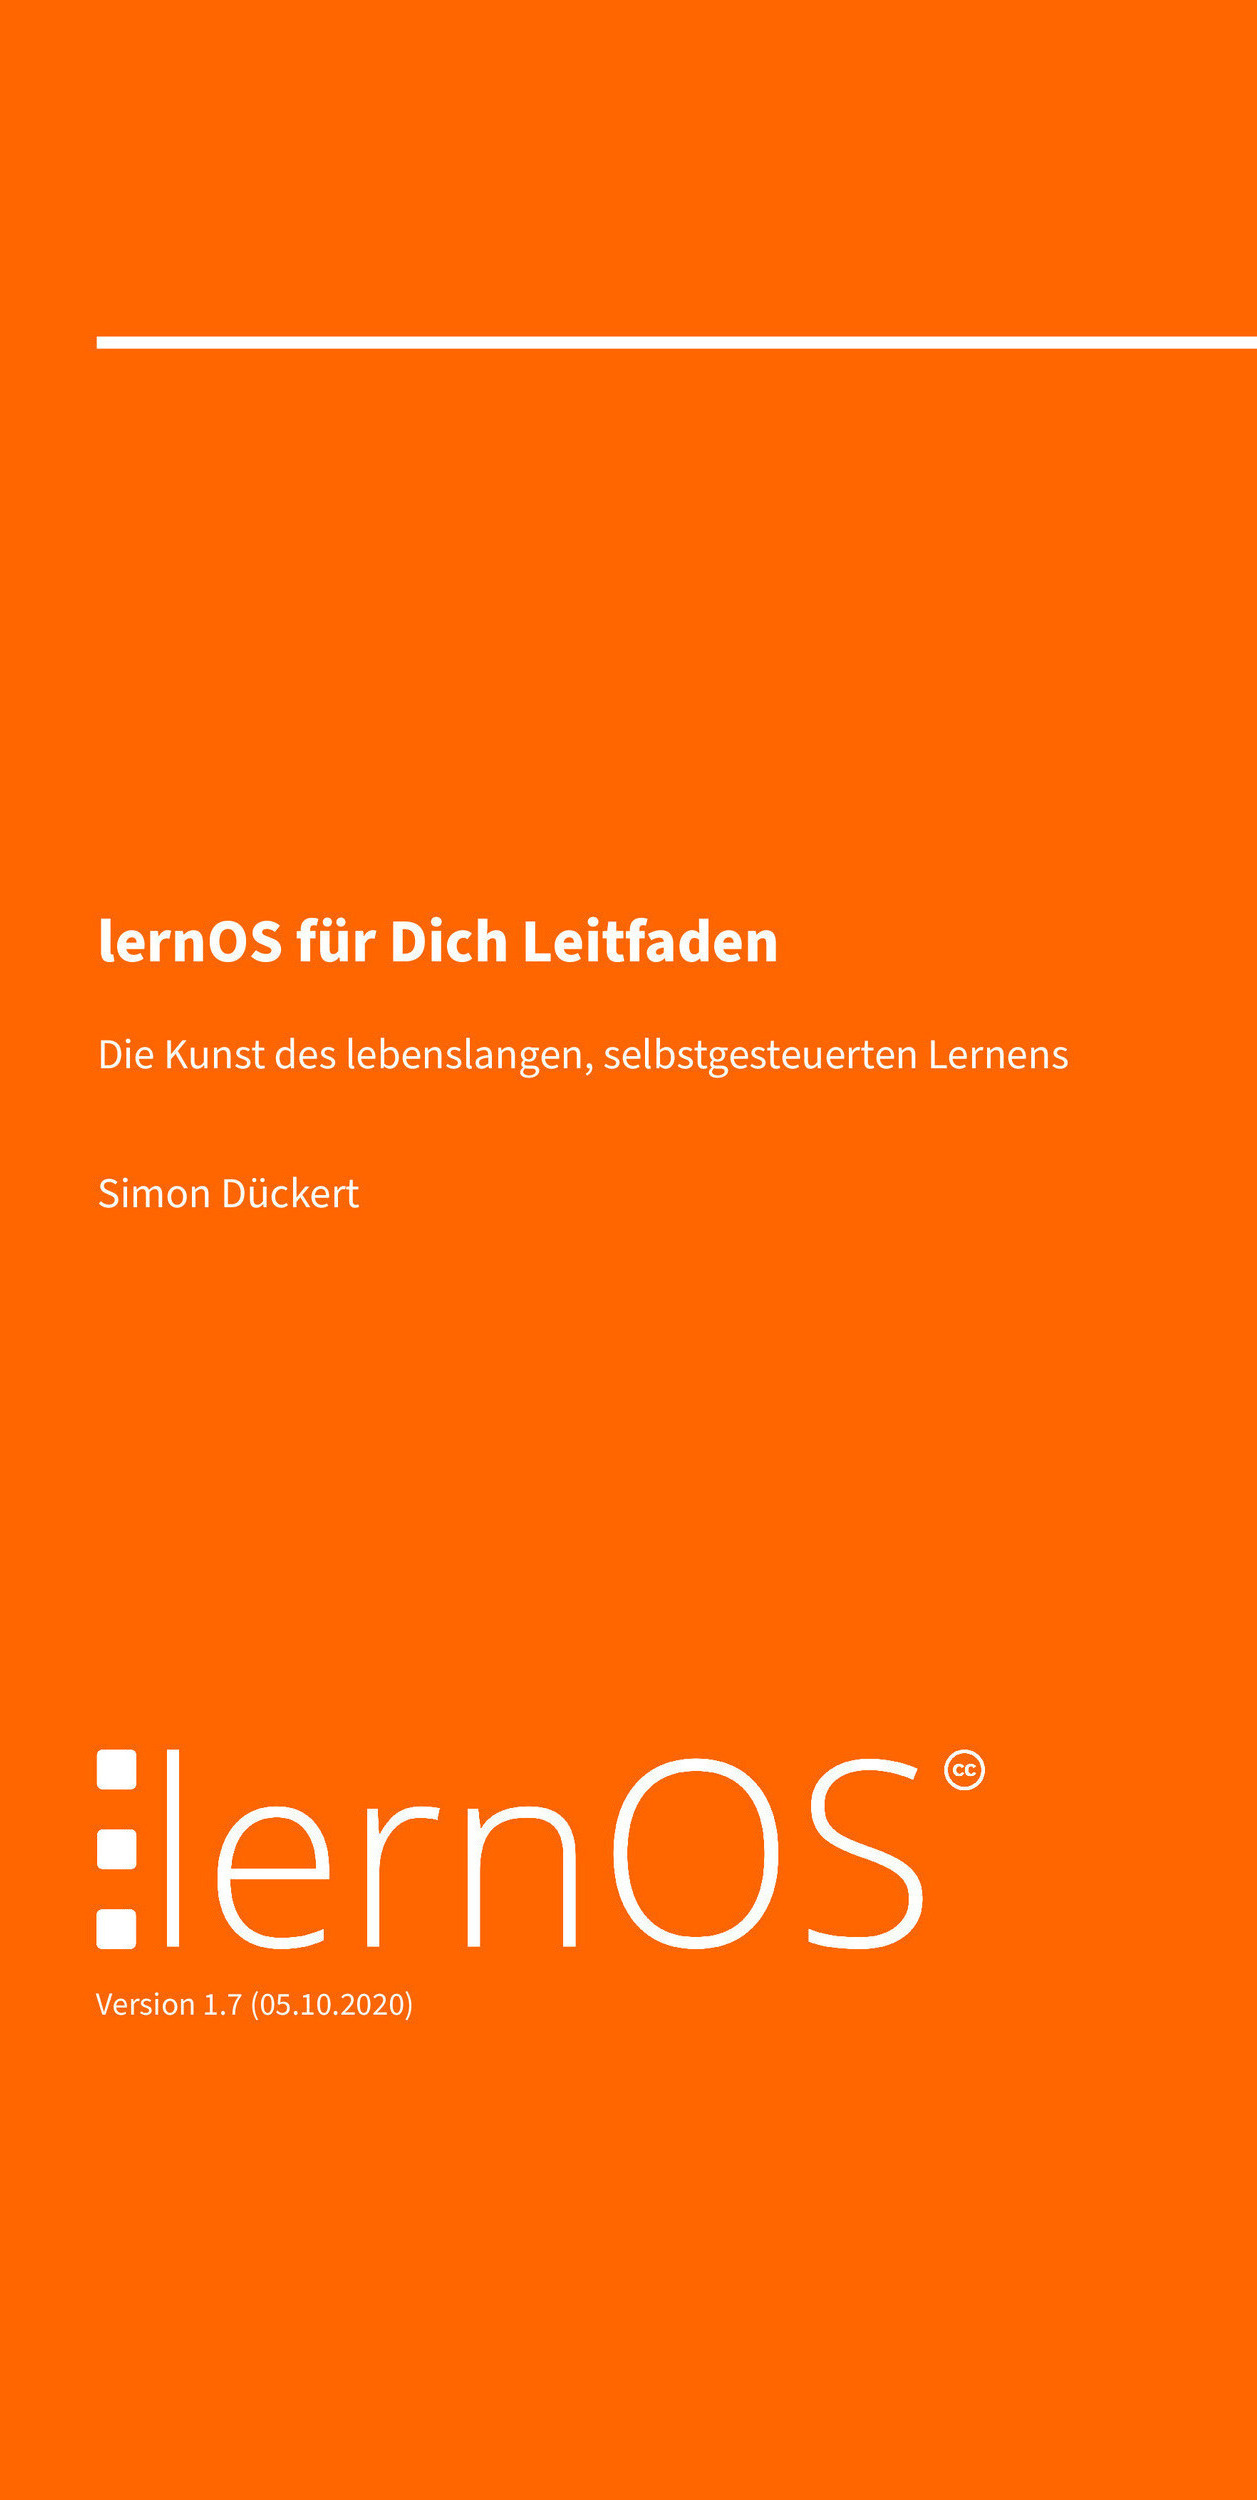 lernOS für Dich Leitfaden
Die Kunst des lebenslangen, selbstgesteuerten Lernens
Simon Dückert
lernOS cc
Version 1.7 (05.10.2020)